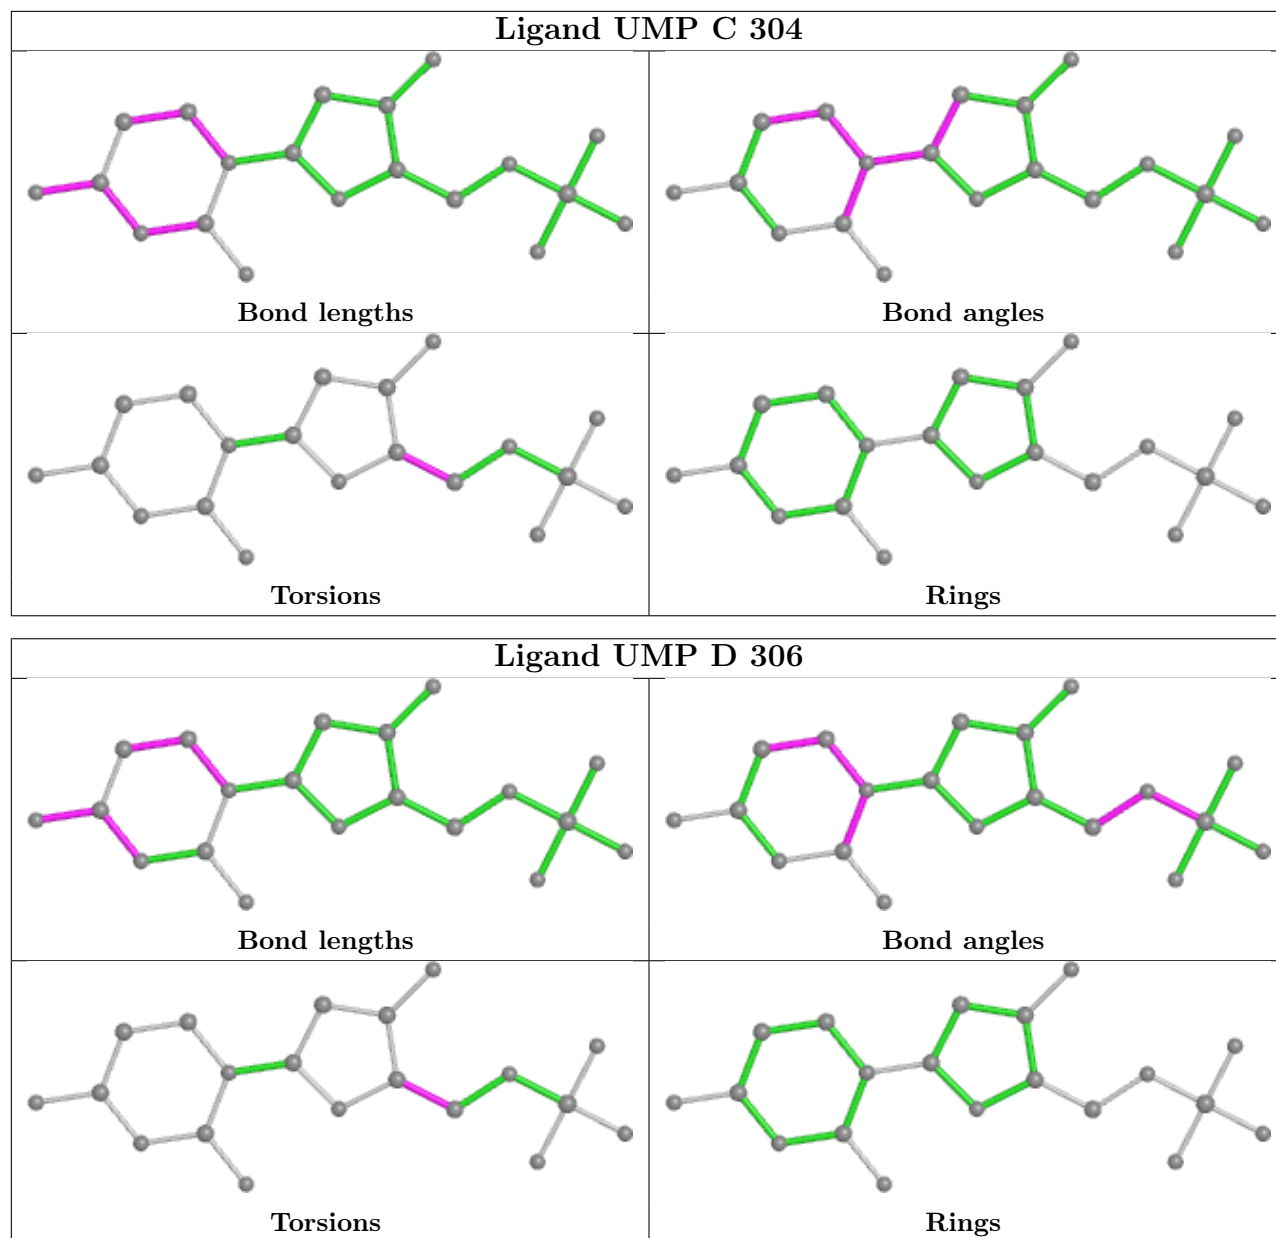 Ligand UMP C 304
Bond lengths
Bond angles
Torsions
Rings
Ligand UMP D 306
Bond lengths
Bond angles
Torsions
Rings